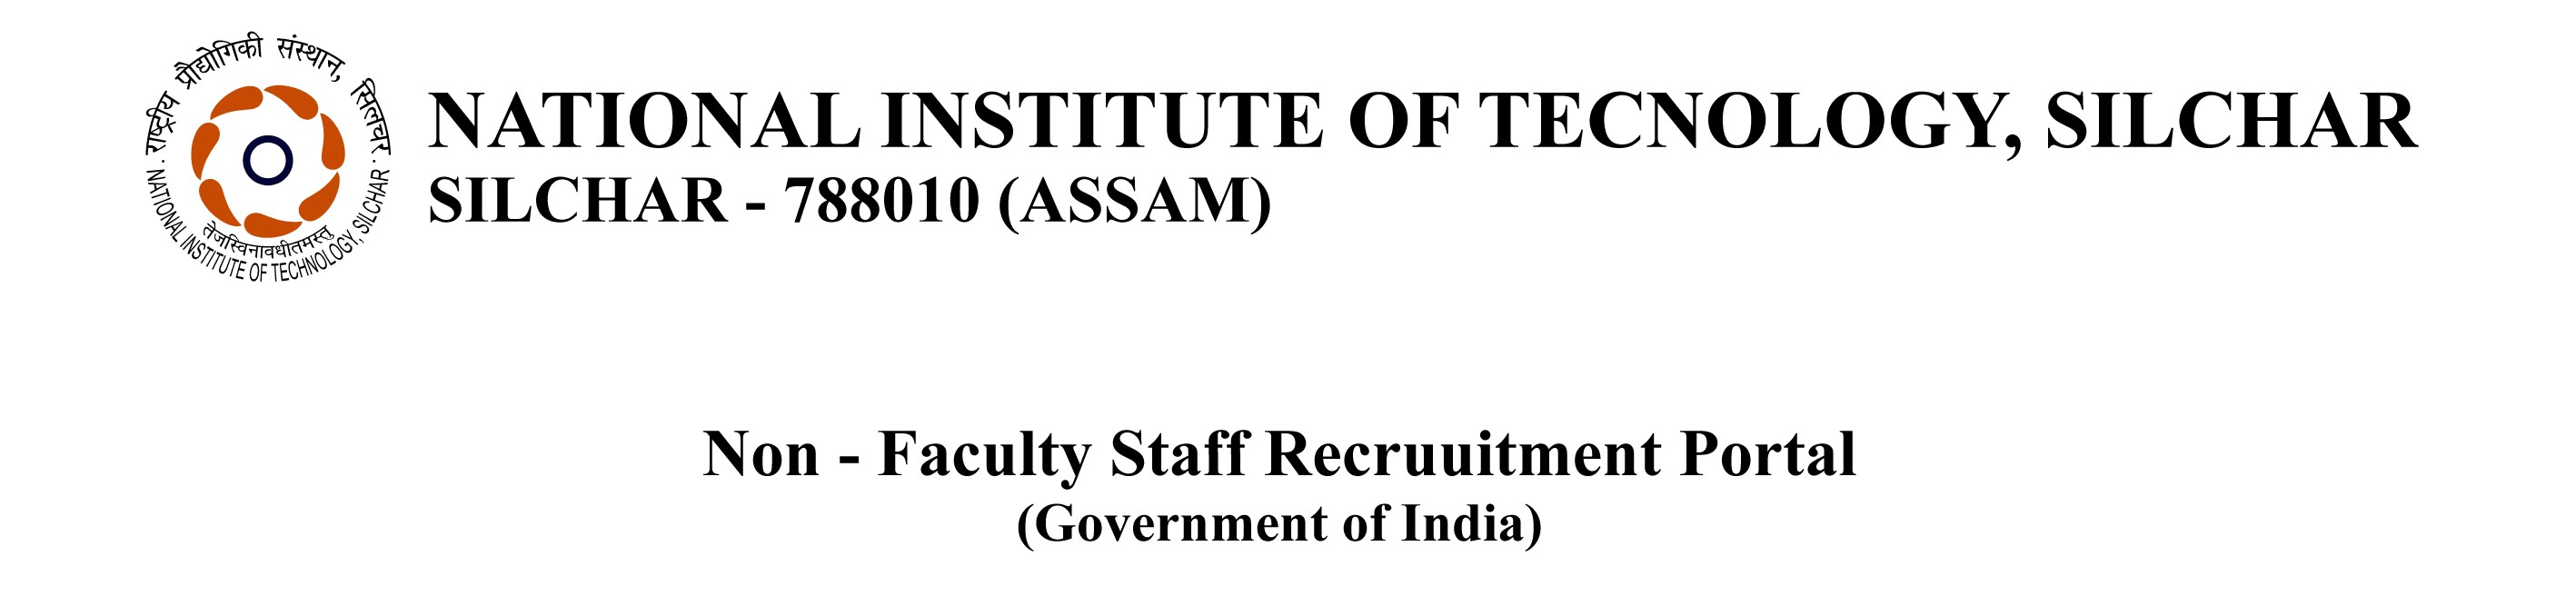 राष्ट्रीय प्रौद्योगिकी संस्थान, सिलचर
NATIONAL INSTITUTE OF TECHNOLOGY, SILCHAR
तेजस्विनावधीतमस्तु
NATIONAL INSTITUTE OF TECNOLOGY, SILCHAR
SILCHAR - 788010 (ASSAM)
Non - Faculty Staff Recruuitment Portal
(Government of India)